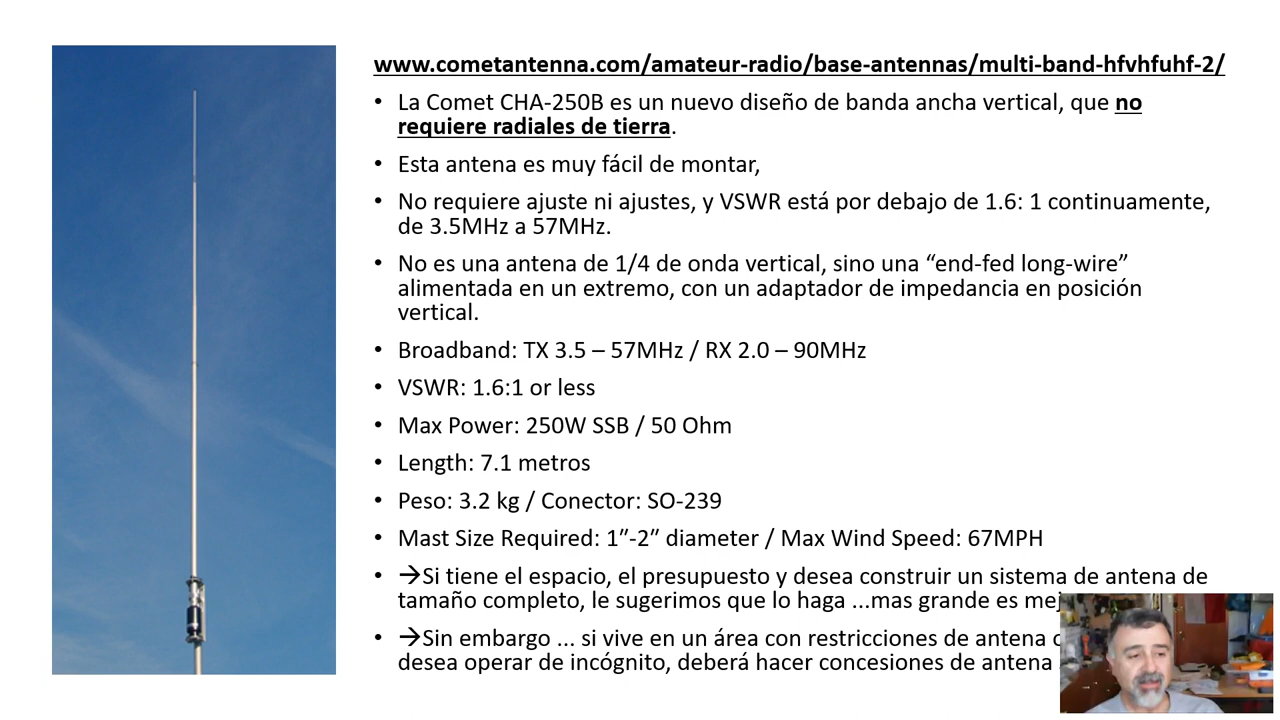 www.cometantenna.com/amateur-radio/base-antennas/multi-band-hfvhfuhf-2/
• La Comet CHA-250B es un nuevo diseño de banda ancha vertical, que no
requiere radiales de tierra.
• Esta antena es muy fácil de montar,
• No requiere ajuste ni ajustes, y VSWR está por debajo de 1.6: 1 continuamente,
de 3.5MHz a 57MHz.
• No es una antena de 1/4 de onda vertical, sino una “end-fed long-wire”
alimentada en un extremo, con un adaptador de impedancia en posición
vertical.
• Broadband: TX 3.5 – 57MHz / RX 2.0 – 90MHz
• VSWR: 1.6:1 or less
• Max Power: 250W SSB / 50 Ohm
• Length: 7.1 metros
• Peso: 3.2 kg / Conector: SO-239
• Mast Size Required: 1”-2” diameter / Max Wind Speed: 67MPH
• →Si tiene el espacio, el presupuesto y desea construir un sistema de antena de
tamaño completo, le sugerimos que lo haga ...mas grande es
• →Sin embargo ... si vive en un área con restricciones de antena
desea operar de incógnito, deberá hacer concesiones de antena